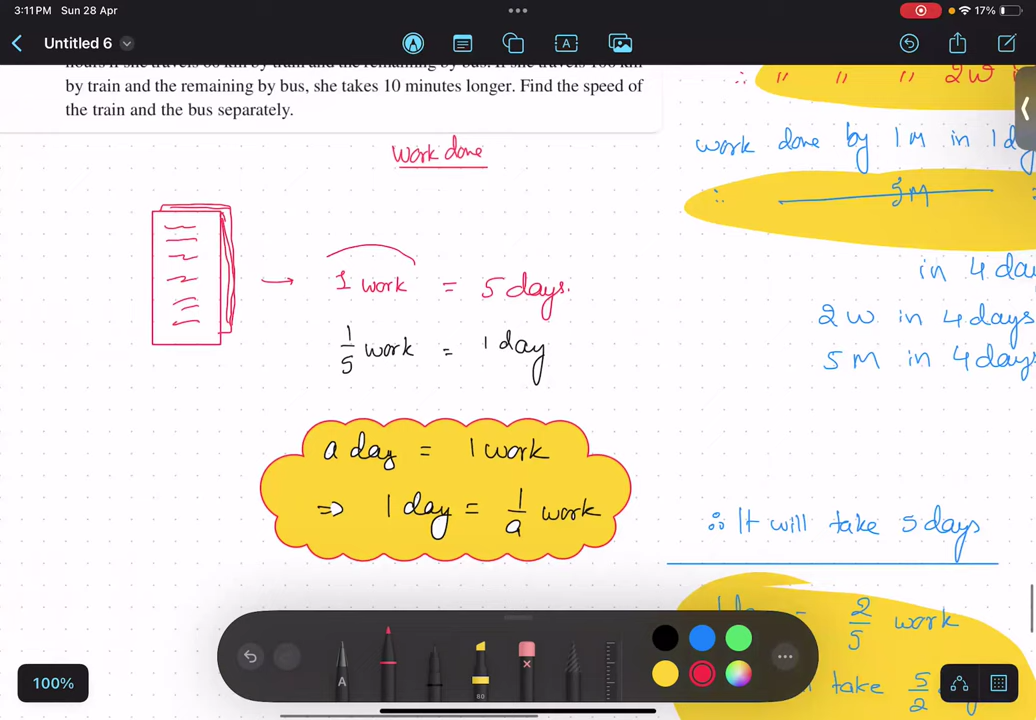 3:11 PM Sun 28 Apr
17%
Untitled 6
by train and the remaining by bus, she takes 10 minutes longer. Find the speed of
the train and the bus separately.
Work done
1 work = 5 days.
1/5 work = 1 day
a day = 1 work
⇒ 1 day = 1/a work
∴ " " " 2W
work done by 1 M in 1
∴ 5M =
in 4
2 W in 4 days
5 M in 4 days
∴ It will take 5 days
= 2/5 work
take 5/2
A
80
100%